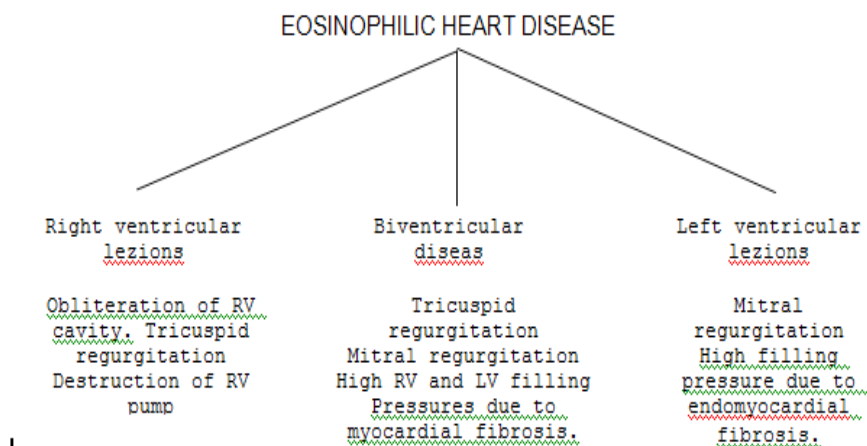 EOSINOPHILIC HEART DISEASE
Right ventricular
lezions
Obliteration of RV
cavity. Tricuspid
regurgitation
Destruction of RV
pump
Biventricular
diseas
Tricuspid
regurgitation
Mitral regurgitation
High RV and LV filling
Pressures due to
myocardial fibrosis.
Left ventricular
lezions
Mitral
regurgitation
High filling
pressure due to
endomyocardial
fibrosis.